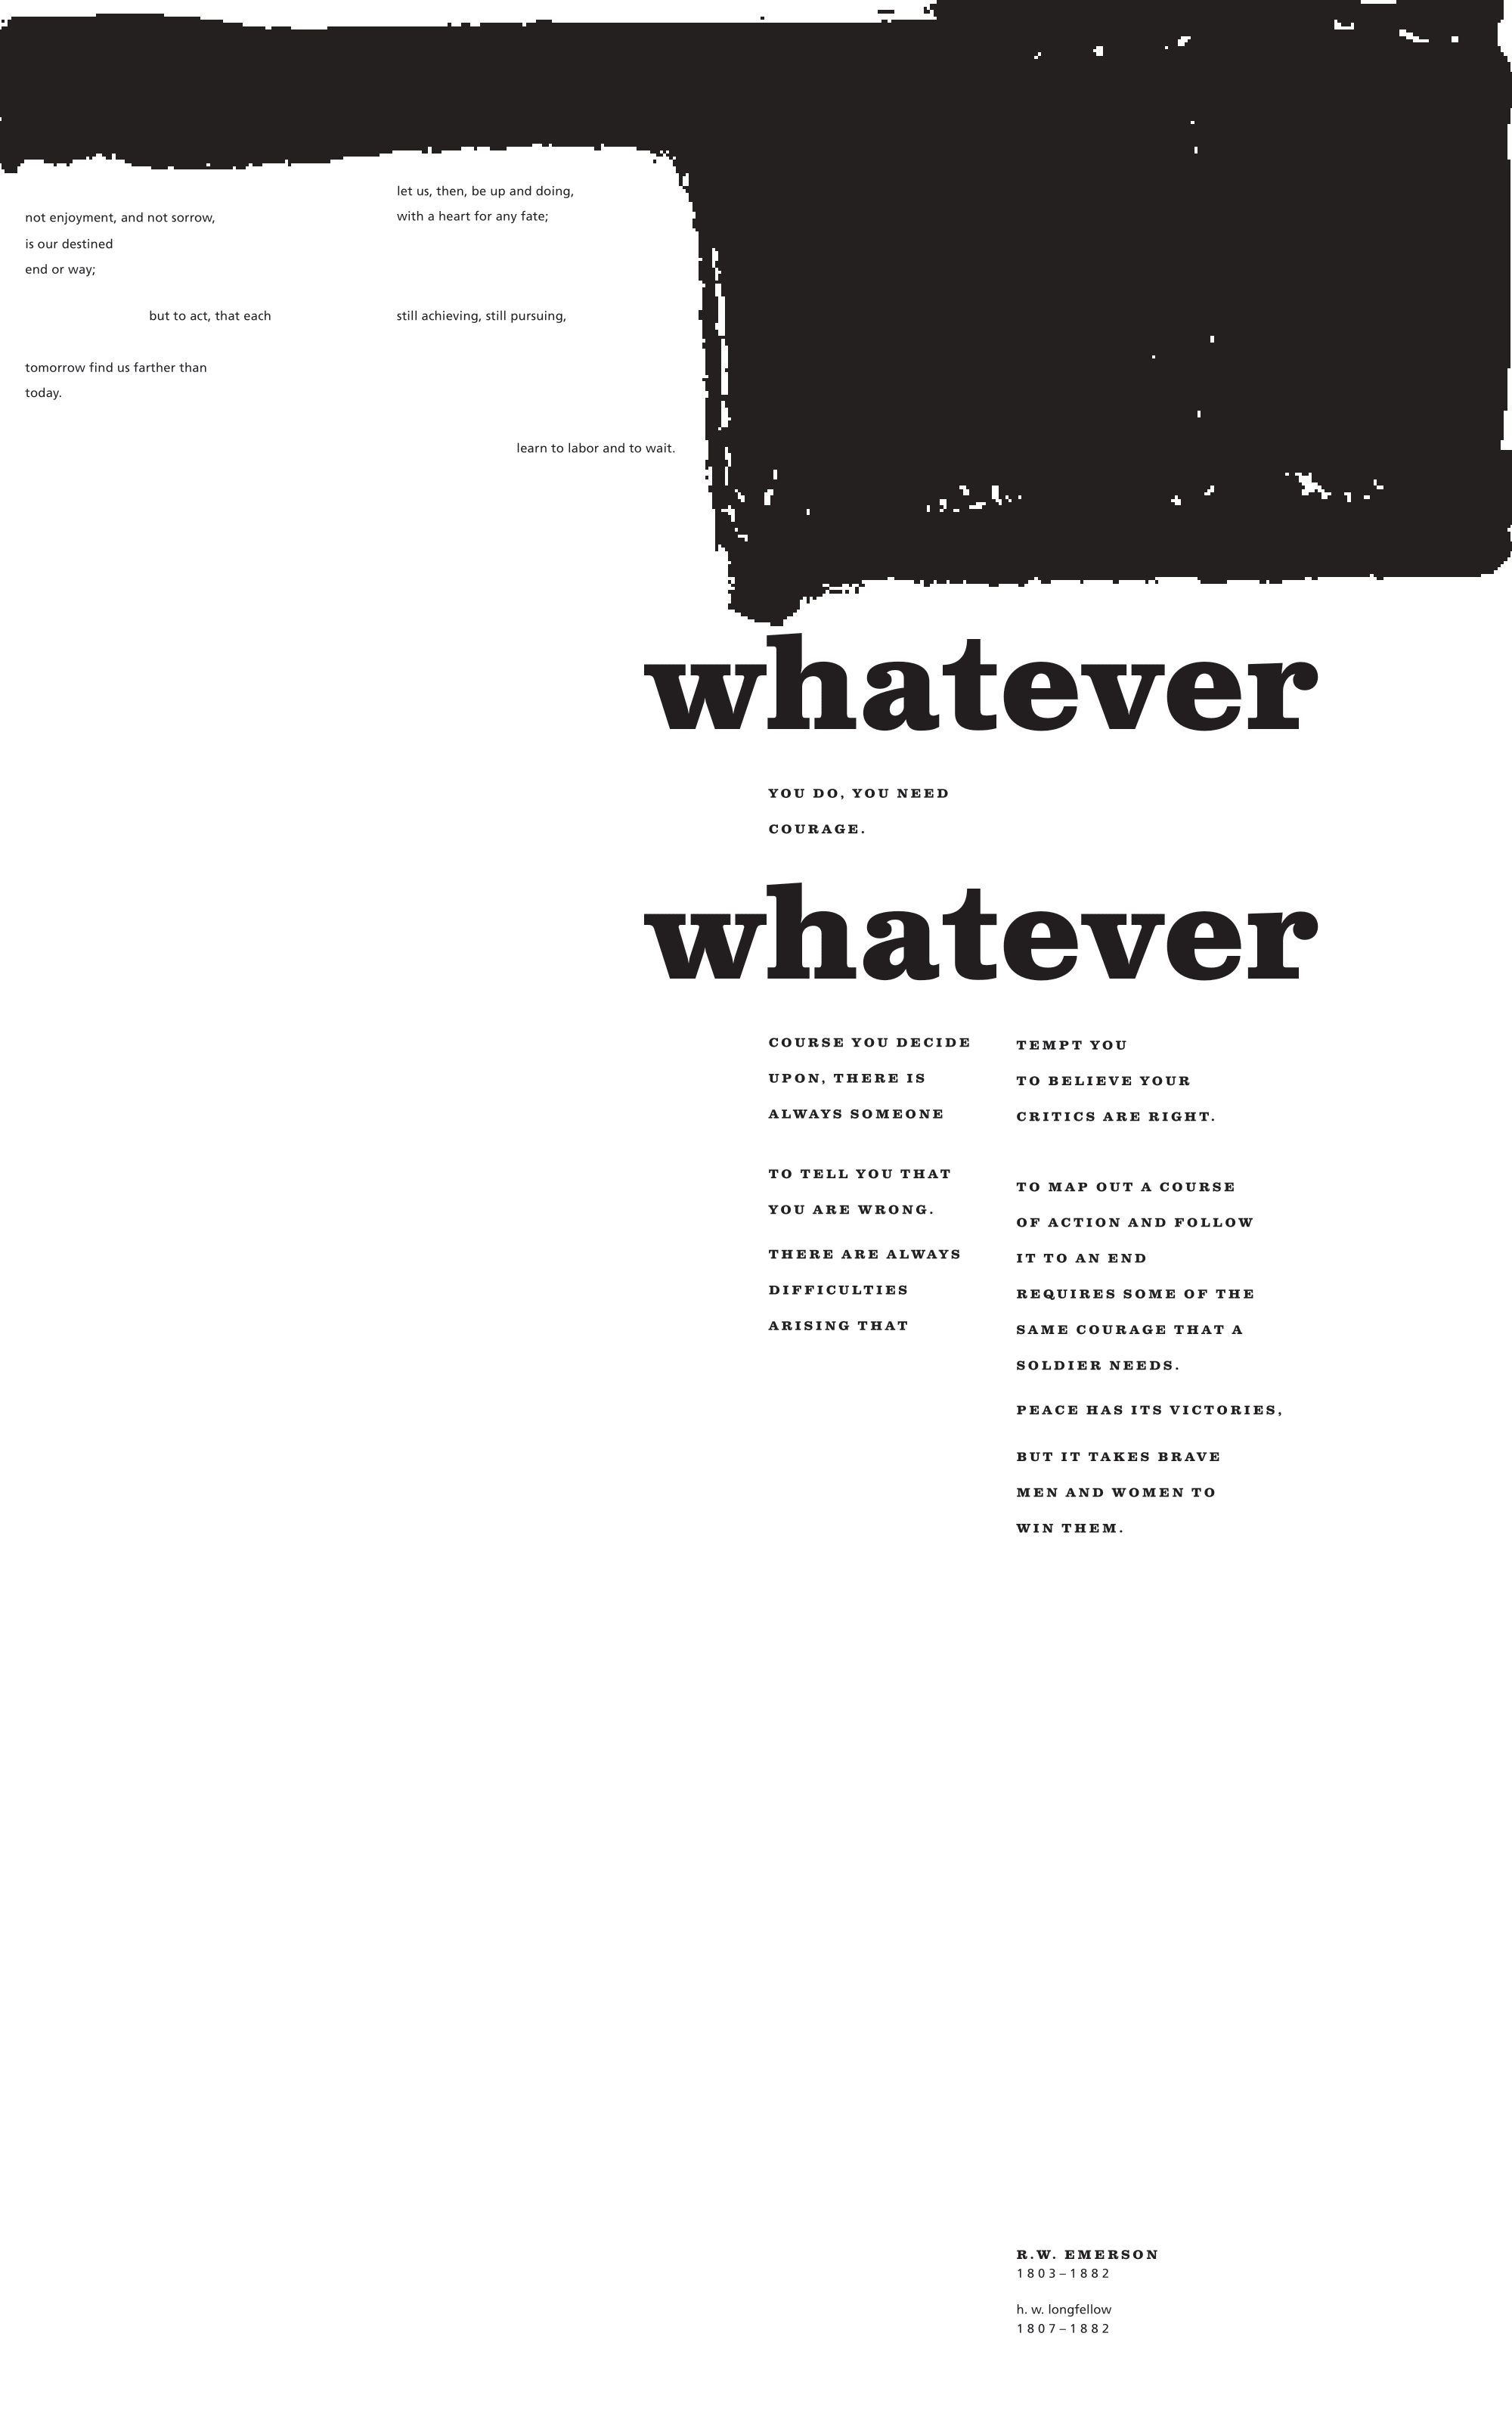 not enjoyment, and not sorrow,
is our destined
end or way;
but to act, that each
tomorrow find us farther than
today.
let us, then, be up and doing,
with a heart for any fate;
still achieving, still pursuing,
learn to labor and to wait.
whatever
YOU DO, YOU NEED
COURAGE.
whatever
COURSE YOU DECIDE
UPON, THERE IS
ALWAYS SOMEONE
TO TELL YOU THAT
YOU ARE WRONG.
THERE ARE ALWAYS
DIFFICULTIES
ARISING THAT
TEMPT YOU
TO BELIEVE YOUR
CRITICS ARE RIGHT.
TO MAP OUT A COURSE
OF ACTION AND FOLLOW
IT TO AN END
REQUIRES SOME OF THE
SAME COURAGE THAT A
SOLDIER NEEDS.
PEACE HAS ITS VICTORIES,
BUT IT TAKES BRAVE
MEN AND WOMEN TO
WIN THEM.
R.W. EMERSON
1803–1882
h. w. longfellow
1807–1882